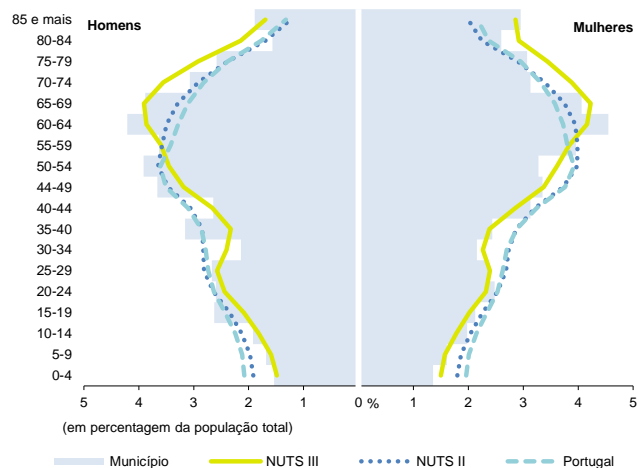 Homens
Mulheres
85 e mais
80-84
75-79
70-74
65-69
60-64
55-59
50-54
44-49
40-44
35-40
30-34
25-29
20-24
15-19
10-14
5-9
0-4
5 4 3 2 1 0 % 1 2 3 4 5
(em percentagem da população total)
Município NUTS III NUTS II Portugal